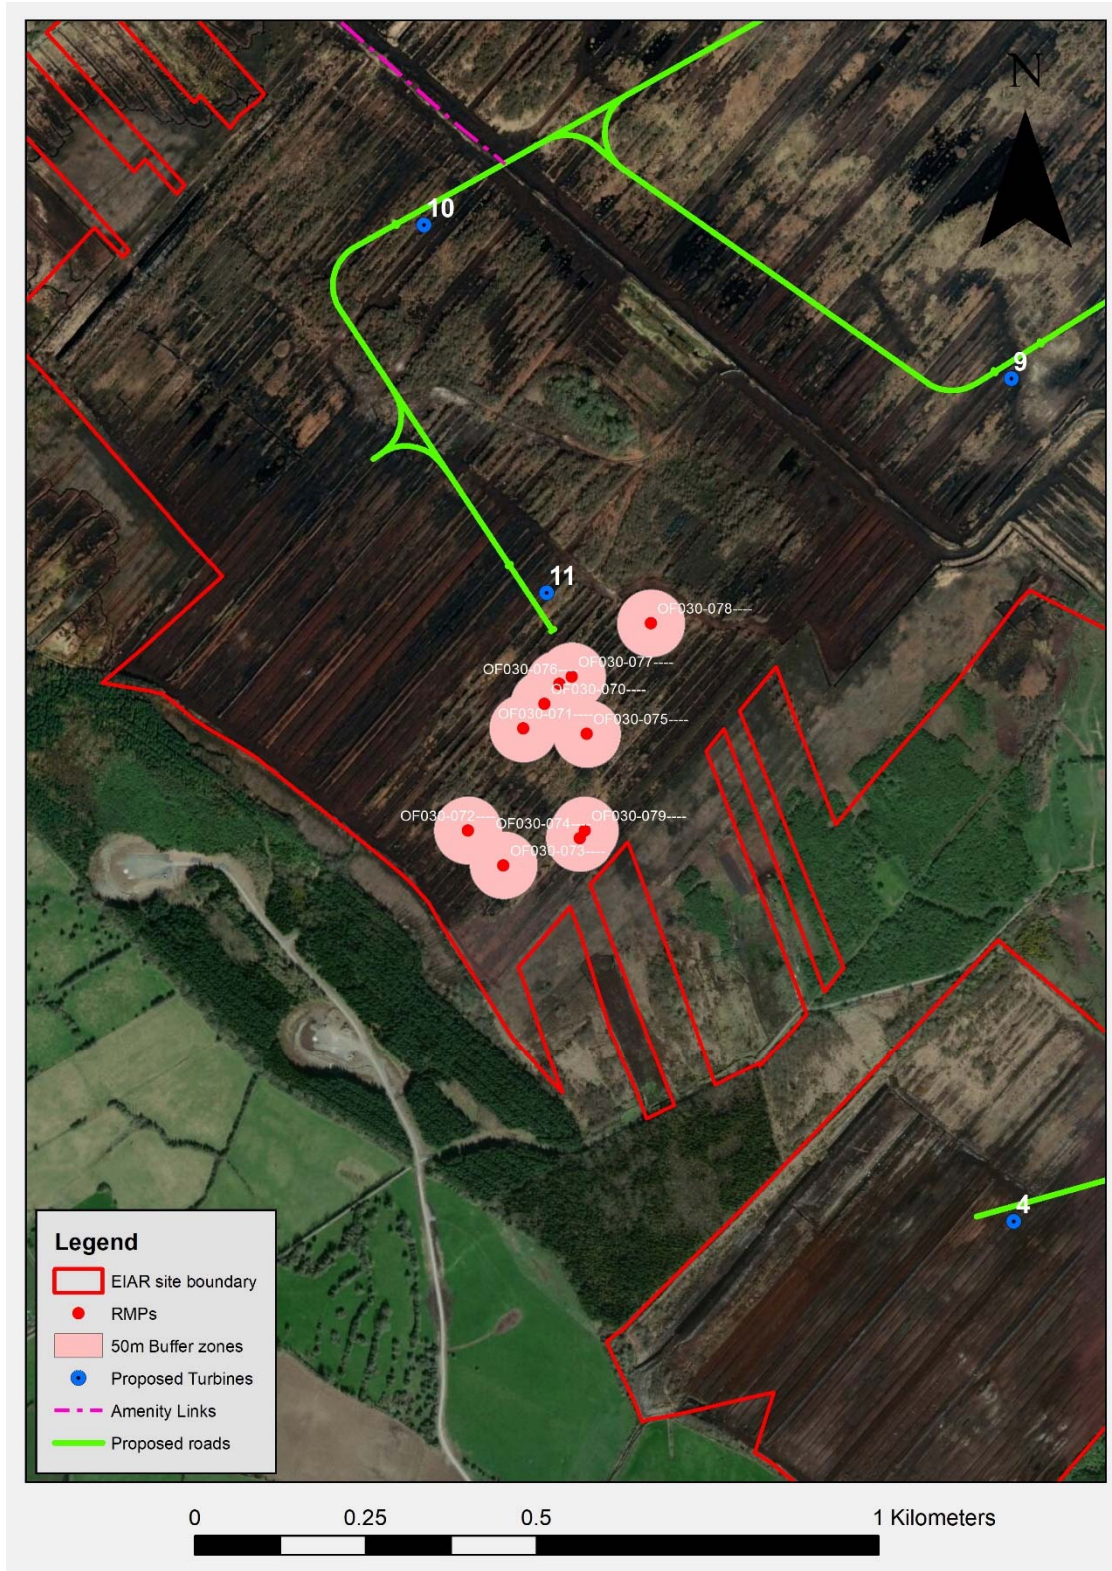 N
10
9
11
OF030-078----
OF030-077----
OF030-076--
OF030-070----
OF030-071----
OF030-075----
OF030-072----
OF030-074----
OF030-079----
OF030-073----
4
Legend
EIAR site boundary
RMPs
50m Buffer zones
Proposed Turbines
Amenity Links
Proposed roads
0 0.25 0.5 1 Kilometers